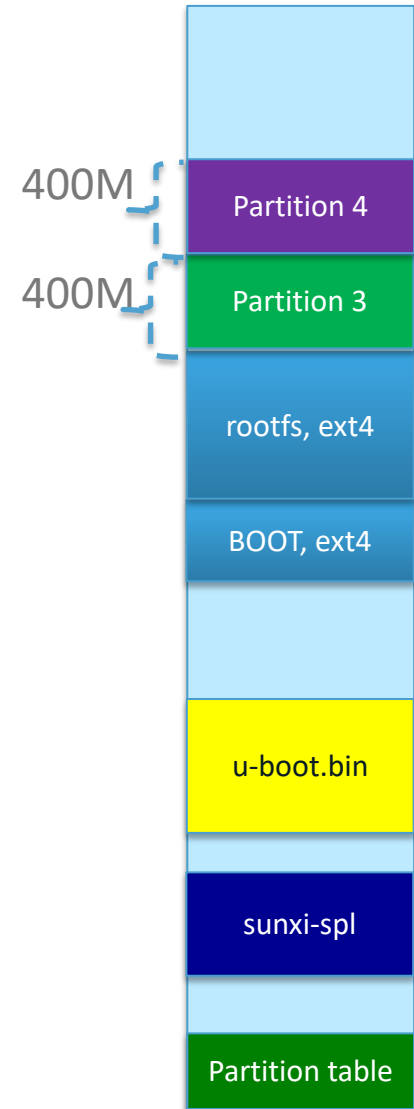 400M
Partition 4
400M
Partition 3
rootfs, ext4
BOOT, ext4
u-boot.bin
sunxi-spl
Partition table